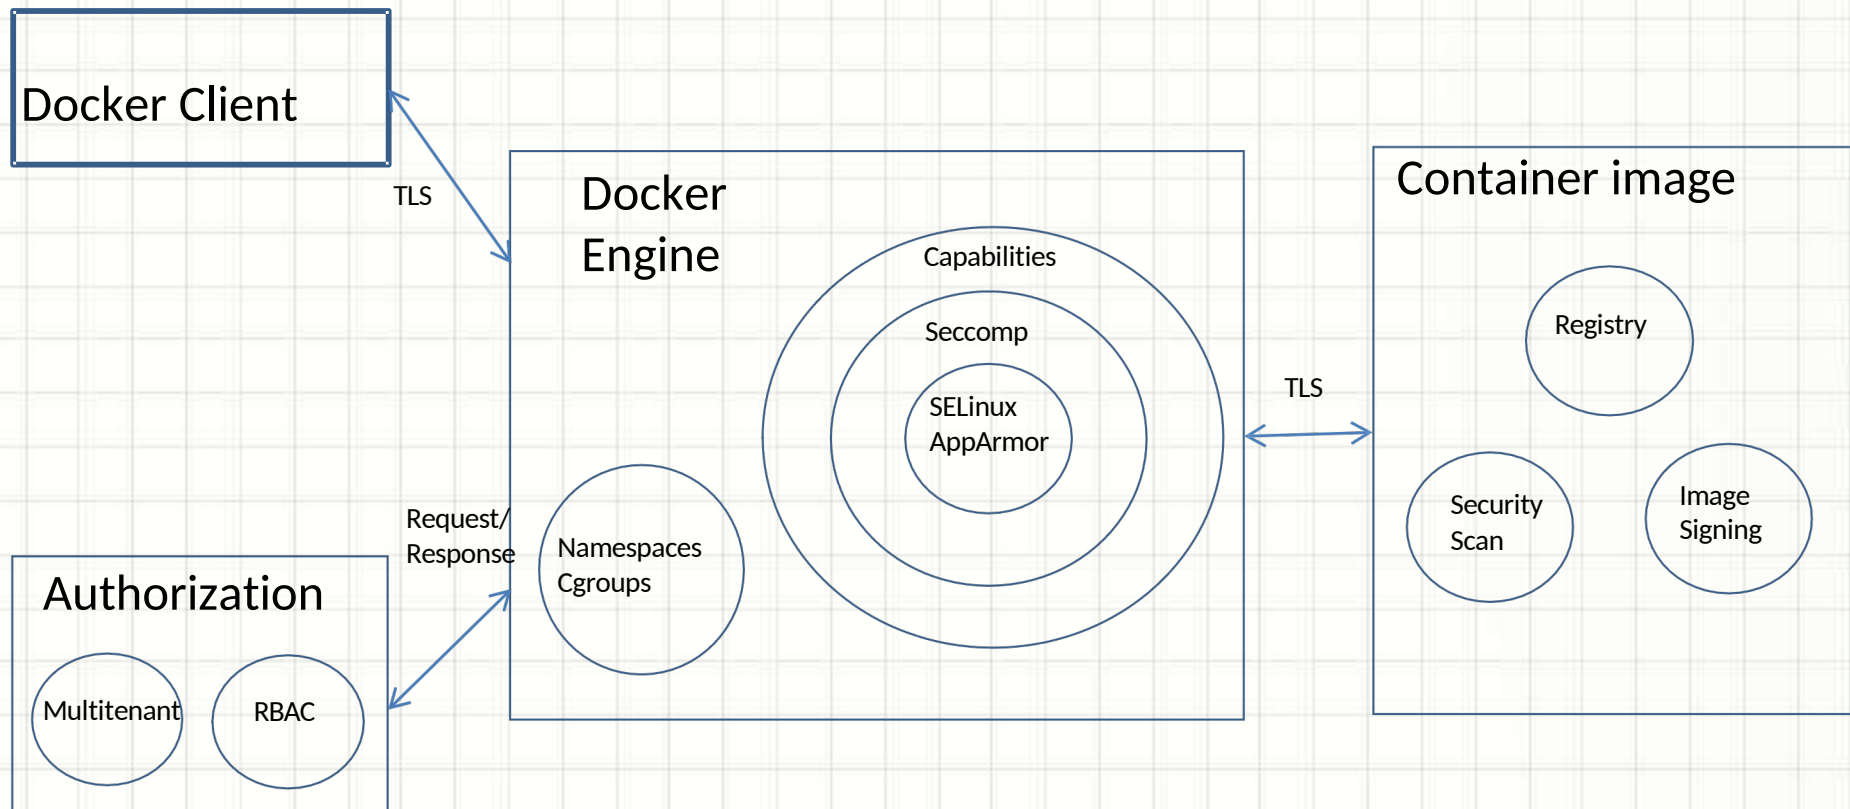 Docker Client
TLS
Docker
Engine
Capabilities
Seccomp
SELinux
AppArmor
Namespaces
Cgroups
TLS
Container image
Registry
Security
Scan
Image
Signing
Request/
Response
Authorization
Multitenant
RBAC